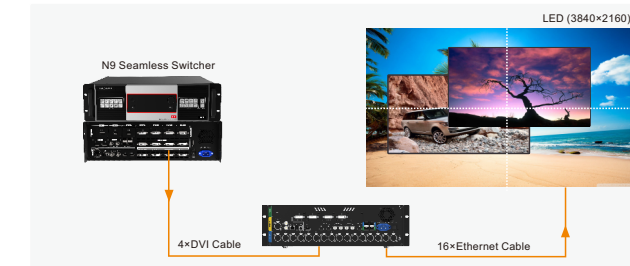 LED (3840×2160)
N9 Seamless Switcher
4×DVI Cable
16×Ethernet Cable